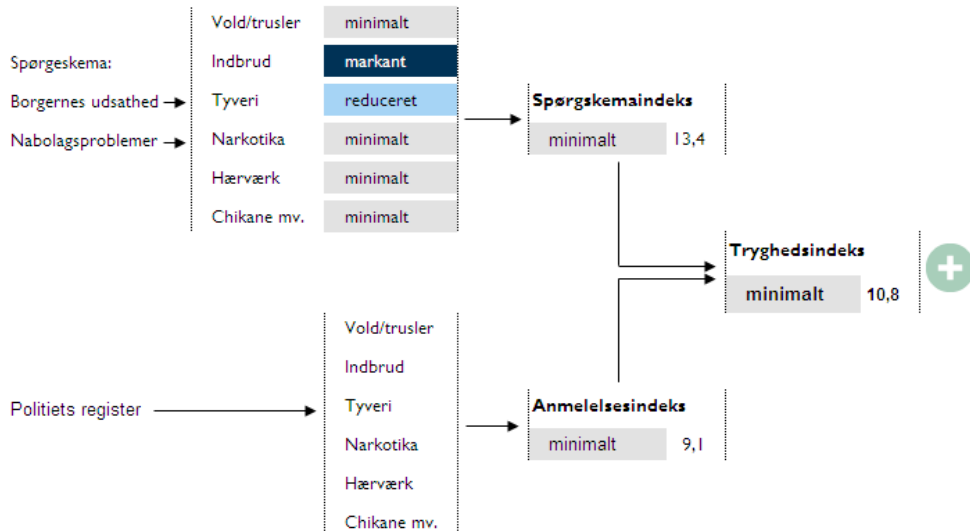 Vold/trusler minimalt
Spørgeskema: Indbrud markant
Borgernes udsathed Tyveri reduceret
Nabolagsproblemer Narkotika minimalt
Hærværk minimalt
Chikane mv. minimalt
Spørgskemaindeks
minimalt 13,4
Tryghedsindeks
minimalt 10,8
Vold/trusler
Indbrud
Politiets register Tyveri
Narkotika
Hærværk
Chikane mv.
Anmelelsesindeks
minimalt 9,1